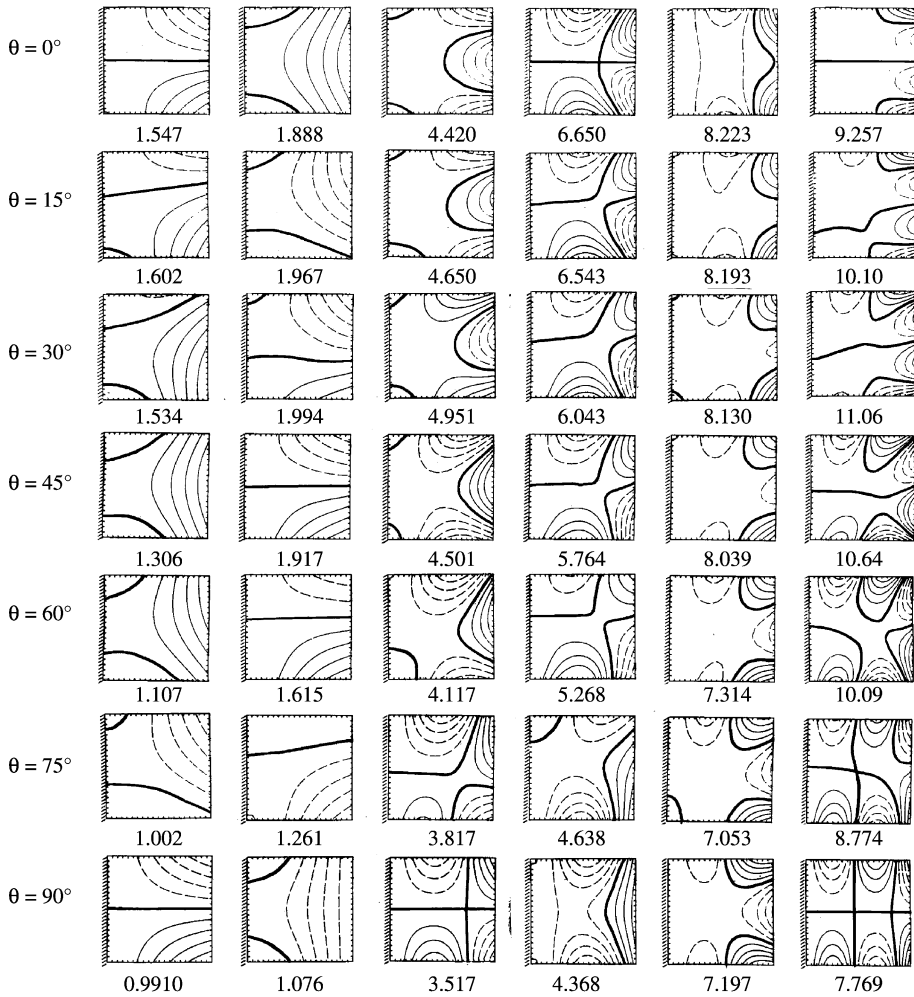 θ = 0°
1.547 1.888 4.420 6.650 8.223 9.257
θ = 15°
1.602 1.967 4.650 6.543 8.193 10.10
θ = 30°
1.534 1.994 4.951 6.043 8.130 11.06
θ = 45°
1.306 1.917 4.501 5.764 8.039 10.64
θ = 60°
1.107 1.615 4.117 5.268 7.314 10.09
θ = 75°
1.002 1.261 3.817 4.638 7.053 8.774
θ = 90°
0.9910 1.076 3.517 4.368 7.197 7.769